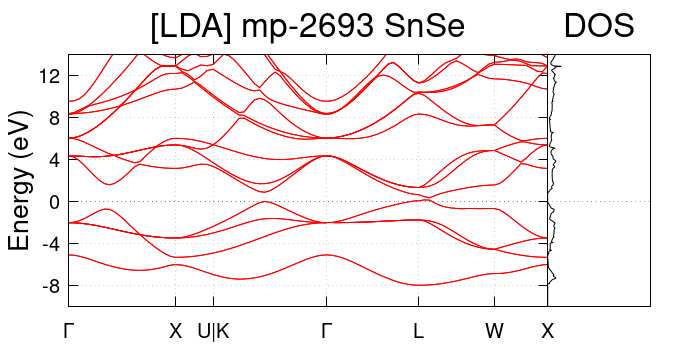 [LDA] mp-2693 SnSe DOS
Energy (eV)
12
8
4
0
-4
-8
Γ X U|K Γ L W X